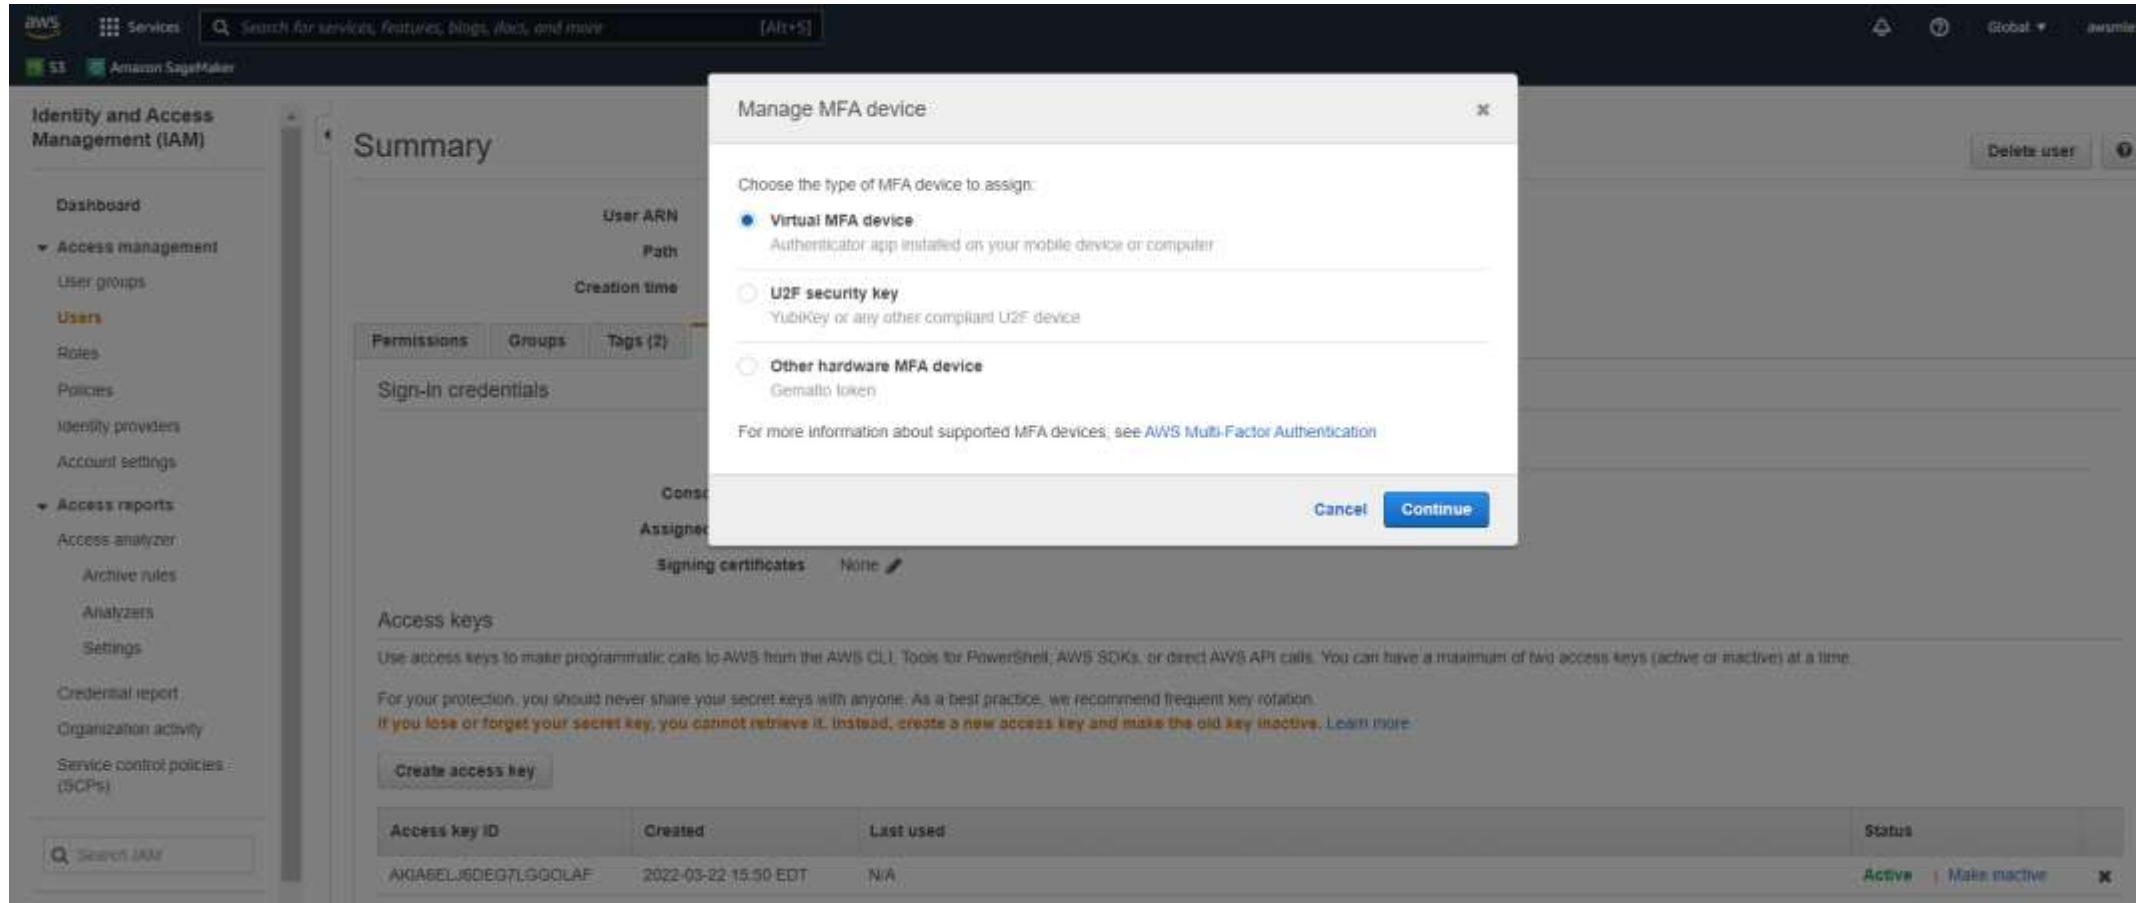 aws
Services
Search for services, features, blogs, docs, and more
[Alt+S]
Global
S3
Amazon SageMaker
Identity and Access
Management (IAM)
Dashboard
Access management
User groups
Users
Roles
Policies
Identity providers
Account settings
Access reports
Access analyzer
Archive rules
Analyzers
Settings
Credential report
Organization activity
Service control policies
(SCPs)
Search IAM
Summary
Delete user
User ARN
Path
Creation time
Permissions
Groups
Tags (2)
Sign-in credentials
Signing certificates
None
Access keys
Use access keys to make programmatic calls to AWS from the AWS CLI, Tools for PowerShell, AWS SDKs, or direct AWS API calls. You can have a maximum of two access keys (active or inactive) at a time.
For your protection, you should never share your secret keys with anyone. As a best practice, we recommend frequent key rotation.
If you lose or forget your secret key, you cannot retrieve it. Instead, create a new access key and make the old key inactive. Learn more
Create access key
Access key ID Created Last used Status
2022-03-22 15:50 EDT N/A Active | Make inactive
Manage MFA device
Choose the type of MFA device to assign:
Virtual MFA device
Authenticator app installed on your mobile device or computer
U2F security key
YubiKey or any other compliant U2F device
Other hardware MFA device
Gemalto token
For more information about supported MFA devices, see AWS Multi-Factor Authentication
Cancel
Continue